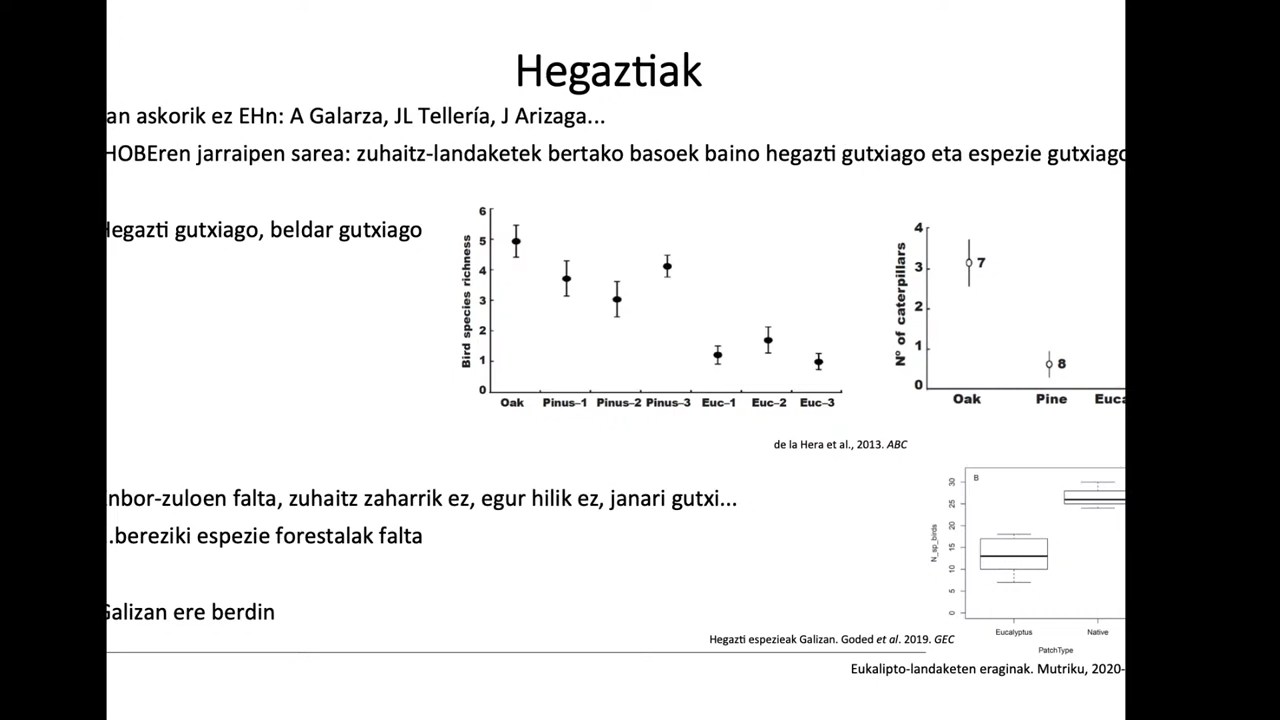 Hegaztiak
an askorik ez EHn: A Galarza, JL Tellería, J Arizaga...
HOBEren jarraipen sarea: zuhaitz-landaketek bertako basoek baino hegazti gutxiago eta espezie gutxiago
Hegazti gutxiago, beldar gutxiago
Bird species richness
6
5
4
3
2
1
0
Oak Pinus–1 Pinus–2 Pinus–3 Euc–1 Euc–2 Euc–3
Nº of caterpillars
4
3
2
1
0
7
8
Oak Pine Euca
de la Hera et al., 2013. ABC
nbor-zuloen falta, zuhaitz zaharrik ez, egur hilik ez, janari gutxi...
..bereziki espezie forestalak falta
Galizan ere berdin
B
N_sp_birds
30
25
20
15
10
5
0
Eucalyptus Native
PatchType
Hegazti espezieak Galizan. Goded et al. 2019. GEC
Eukalipto-landaketen eraginak. Mutriku, 2020-